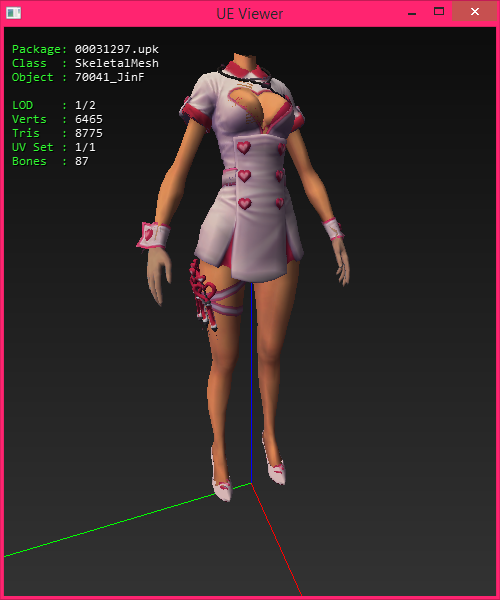 UE Viewer
Package: 00031297.upk
Class  : SkeletalMesh
Object : 70041_JinF
LOD    : 1/2
Verts  : 6465
Tris   : 8775
UV Set : 1/1
Bones  : 87